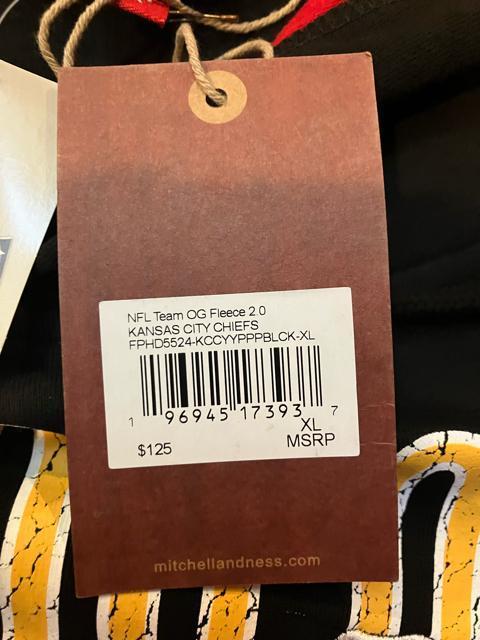 NFL Team OG Fleece 2.0
KANSAS CITY CHIEFS
FPHD5524-KCCYYPPPBLCK-XL
1 96945 17393 7
XL
$125 MSRP
mitchellandness.com